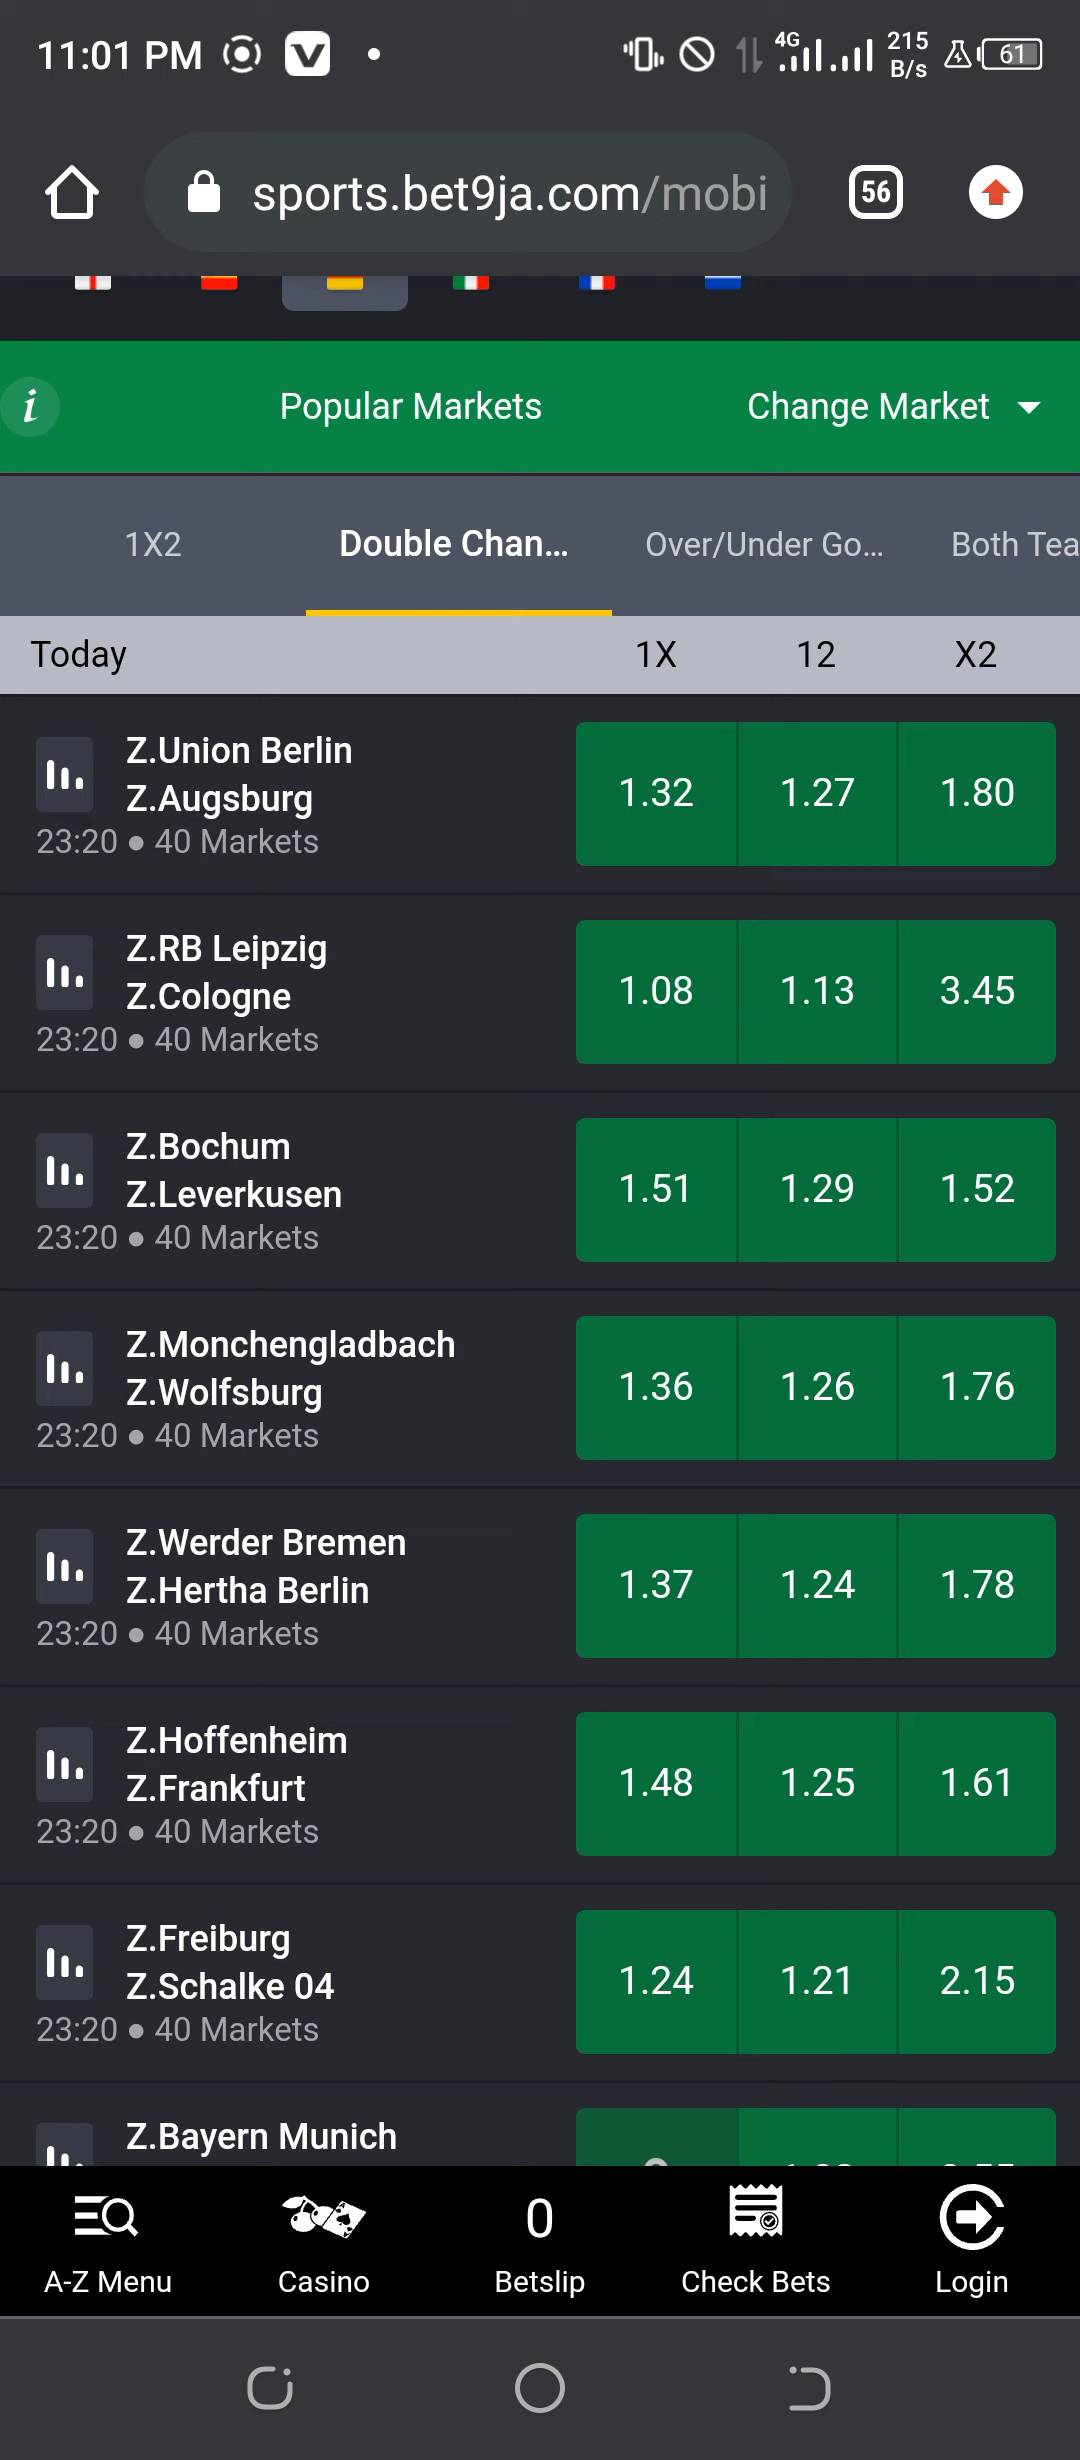 11:01 PM V 4G 215 B/s 61
sports.bet9ja.com/mobi 56
i Popular Markets Change Market
1X2 Double Chan... Over/Under Go... Both Tea
Today 1X 12 X2
Z.Union Berlin
Z.Augsburg
23:20 ● 40 Markets
1.32 1.27 1.80
Z.RB Leipzig
Z.Cologne
23:20 ● 40 Markets
1.08 1.13 3.45
Z.Bochum
Z.Leverkusen
23:20 ● 40 Markets
1.51 1.29 1.52
Z.Monchengladbach
Z.Wolfsburg
23:20 ● 40 Markets
1.36 1.26 1.76
Z.Werder Bremen
Z.Hertha Berlin
23:20 ● 40 Markets
1.37 1.24 1.78
Z.Hoffenheim
Z.Frankfurt
23:20 ● 40 Markets
1.48 1.25 1.61
Z.Freiburg
Z.Schalke 04
23:20 ● 40 Markets
1.24 1.21 2.15
Z.Bayern Munich
0
A-Z Menu Casino Betslip Check Bets Login